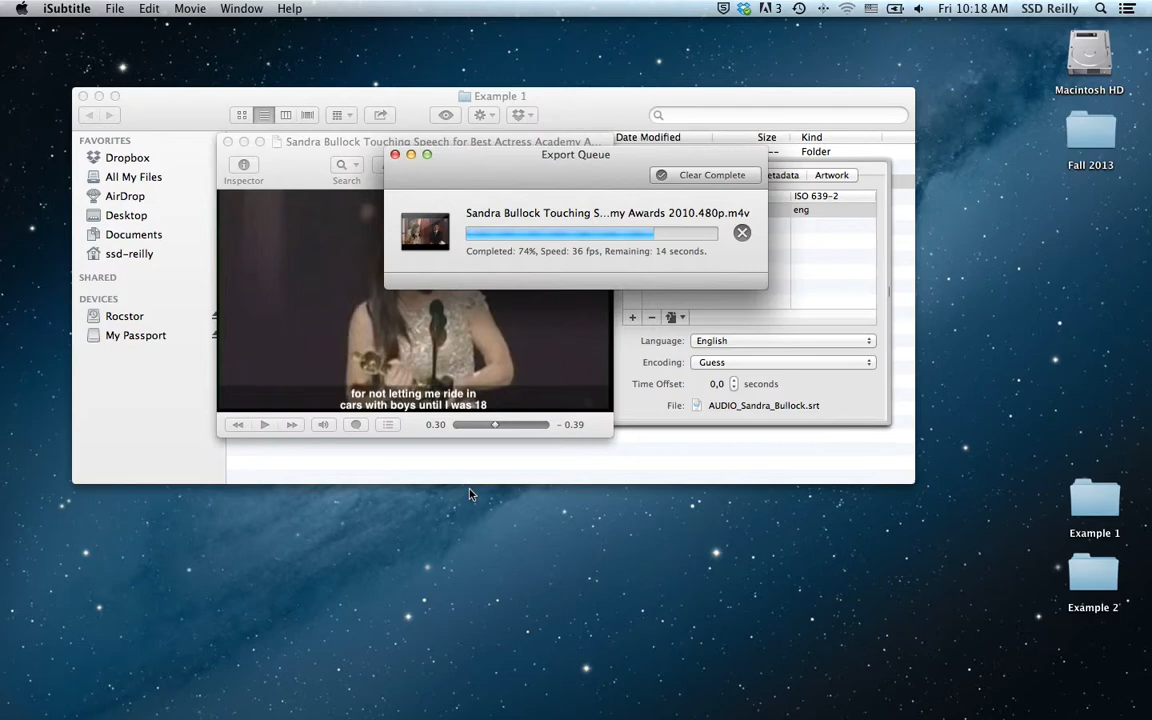 iSubtitle File Edit Movie Window Help 3 Fri 10:18 AM SSD Reilly
Macintosh HD
Fall 2013
Example 1
Example 2
Example 1
FAVORITES
Dropbox
All My Files
AirDrop
Desktop
Documents
ssd-reilly
SHARED
DEVICES
Rocstor
My Passport
Date Modified Size Kind
-- Folder
Sandra Bullock Touching Speech for Best Actress Academy A...
Inspector Search
Export Queue
Clear Complete
Sandra Bullock Touching S...my Awards 2010.480p.m4v
Completed: 74%, Speed: 36 fps, Remaining: 14 seconds.
etadata Artwork
ISO 639-2
eng
for not letting me ride in
cars with boys until I was 18
0.30 - 0.39
Language: English
Encoding: Guess
Time Offset: 0,0 seconds
File: AUDIO_Sandra_Bullock.srt